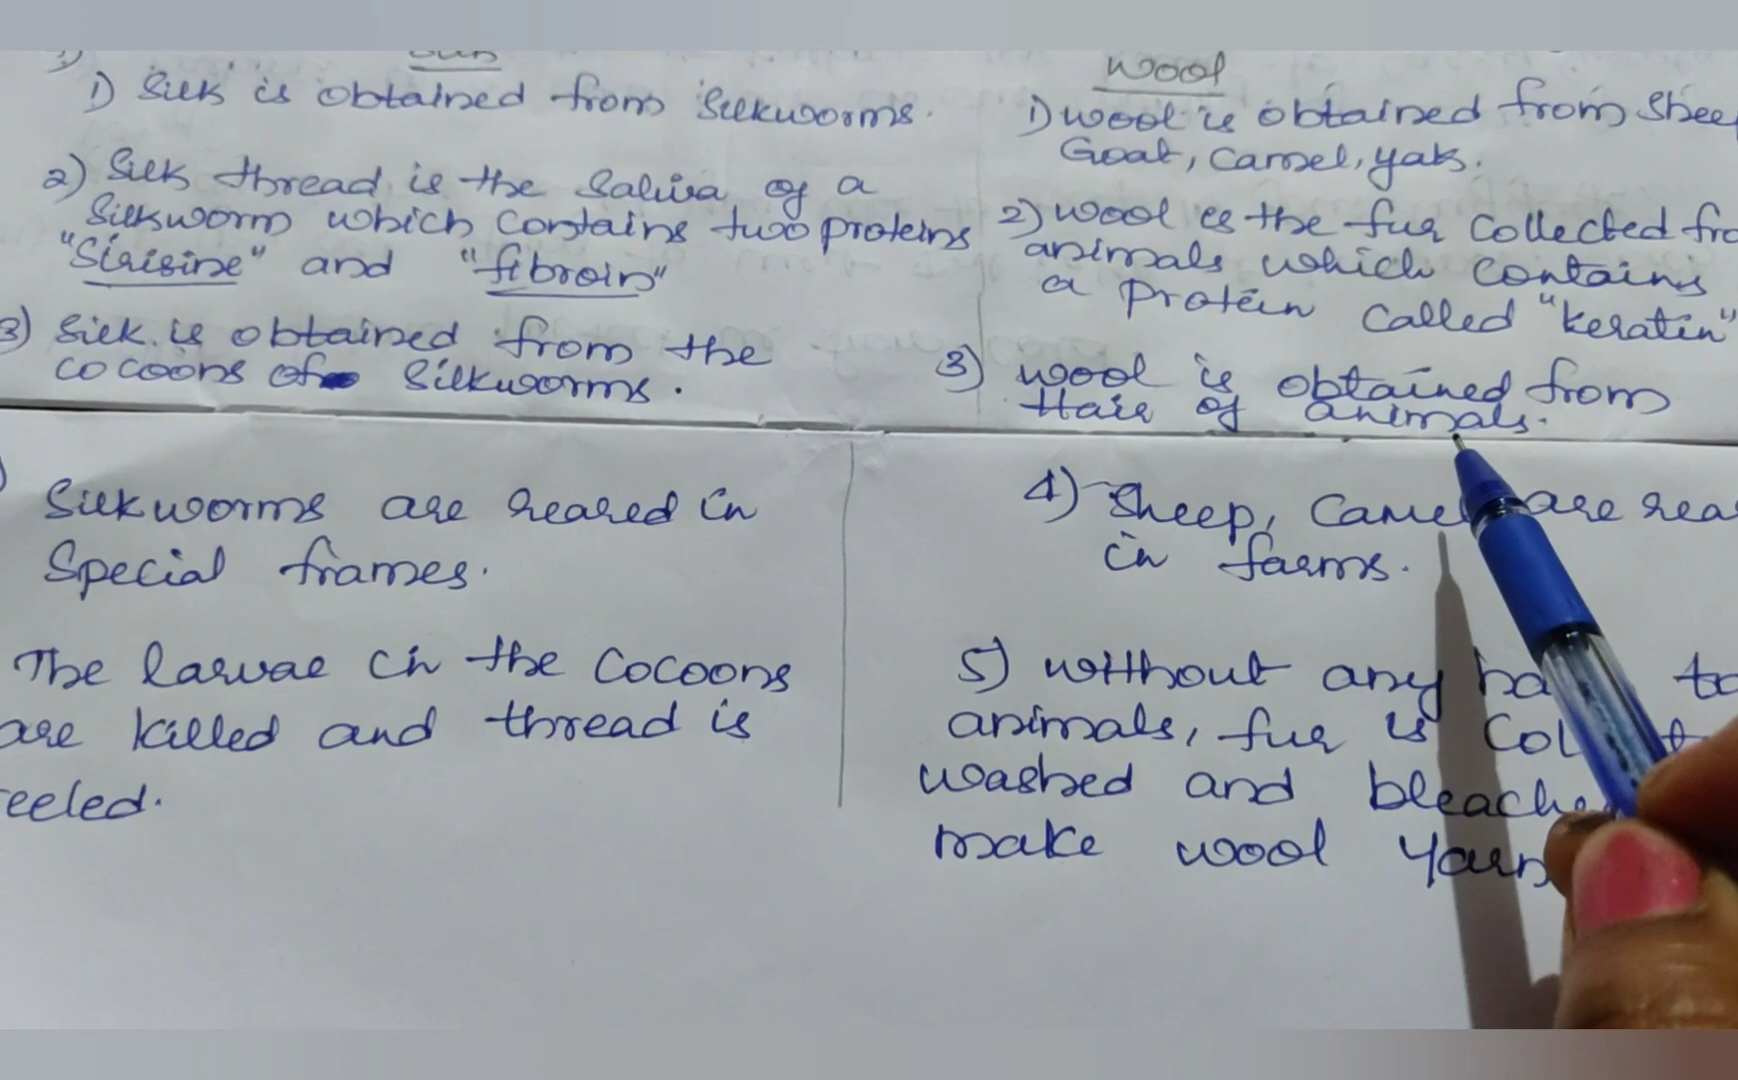 1) Silk is obtained from Silkworms.
2) Silk thread is the Saliva of a
Silkworm which contains two proteins
"Sirisine" and "fibroin"
3) Silk is obtained from the
cocoons of Silkworms.
Silkworms are reared in
Special frames.
The larvae in the Cocoons
are killed and thread is
eeled.
Wool
1) wool is obtained from Shee
Goat, Camel, yak.
2) wool is the fur Collected fro
animals which Contains
a Protein Called "keratin"
3) wool is obtained from
Hair of animals.
4) Sheep, Camel are rea
in farms.
5) without any
animals, fur is Col
washed and bleache
make wool Yarn